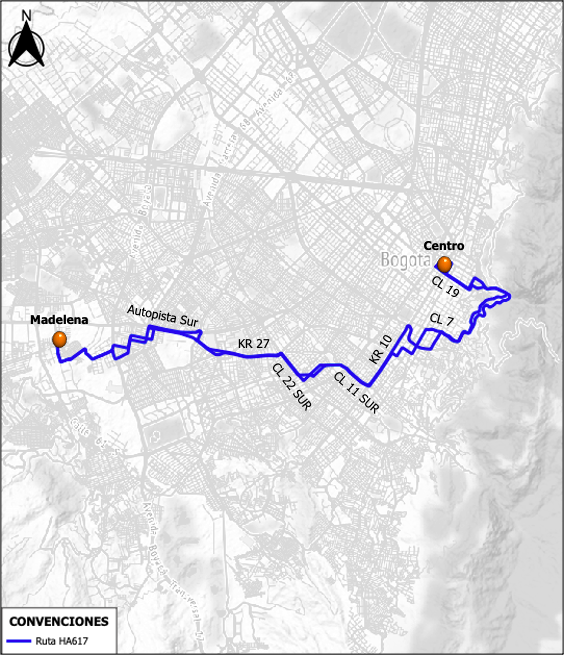 N
Centro
Bogota
CL 19
Madelena
Autopista Sur
KR 27
CL 7
KR 10
CL 22 SUR
CL 11 SUR
CONVENCIONES
Ruta HA617